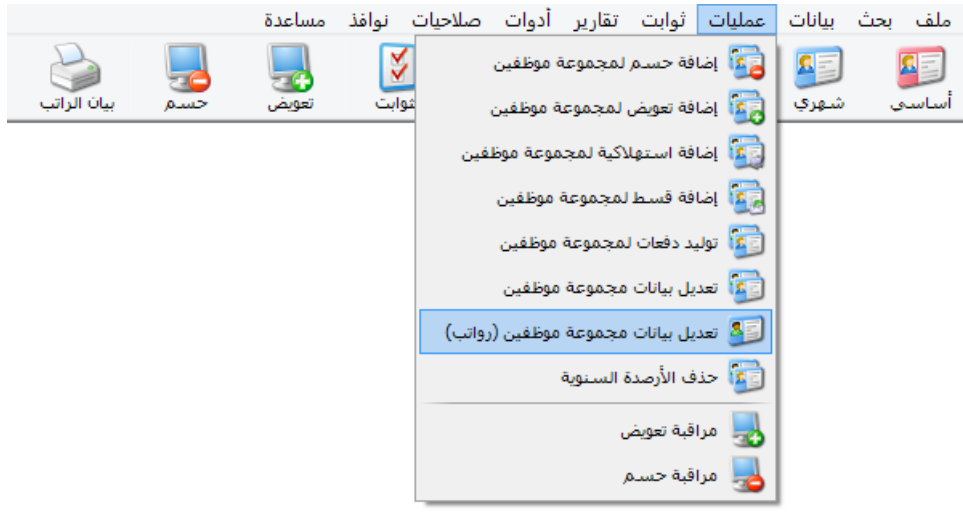 ملف بحث بيانات عمليات ثوابت تقارير أدوات صلاحيات نوافذ مساعدة
أساسي شهري ثوابت تعويض حسم بيان الراتب
إضافة حسم لمجموعة موظفين
إضافة تعويض لمجموعة موظفين
إضافة استهلاكية لمجموعة موظفين
إضافة قسط لمجموعة موظفين
توليد دفعات لمجموعة موظفين
تعديل بيانات مجموعة موظفين
تعديل بيانات مجموعة موظفين (رواتب)
حذف الأرصدة السنوية
مراقبة تعويض
مراقبة حسم